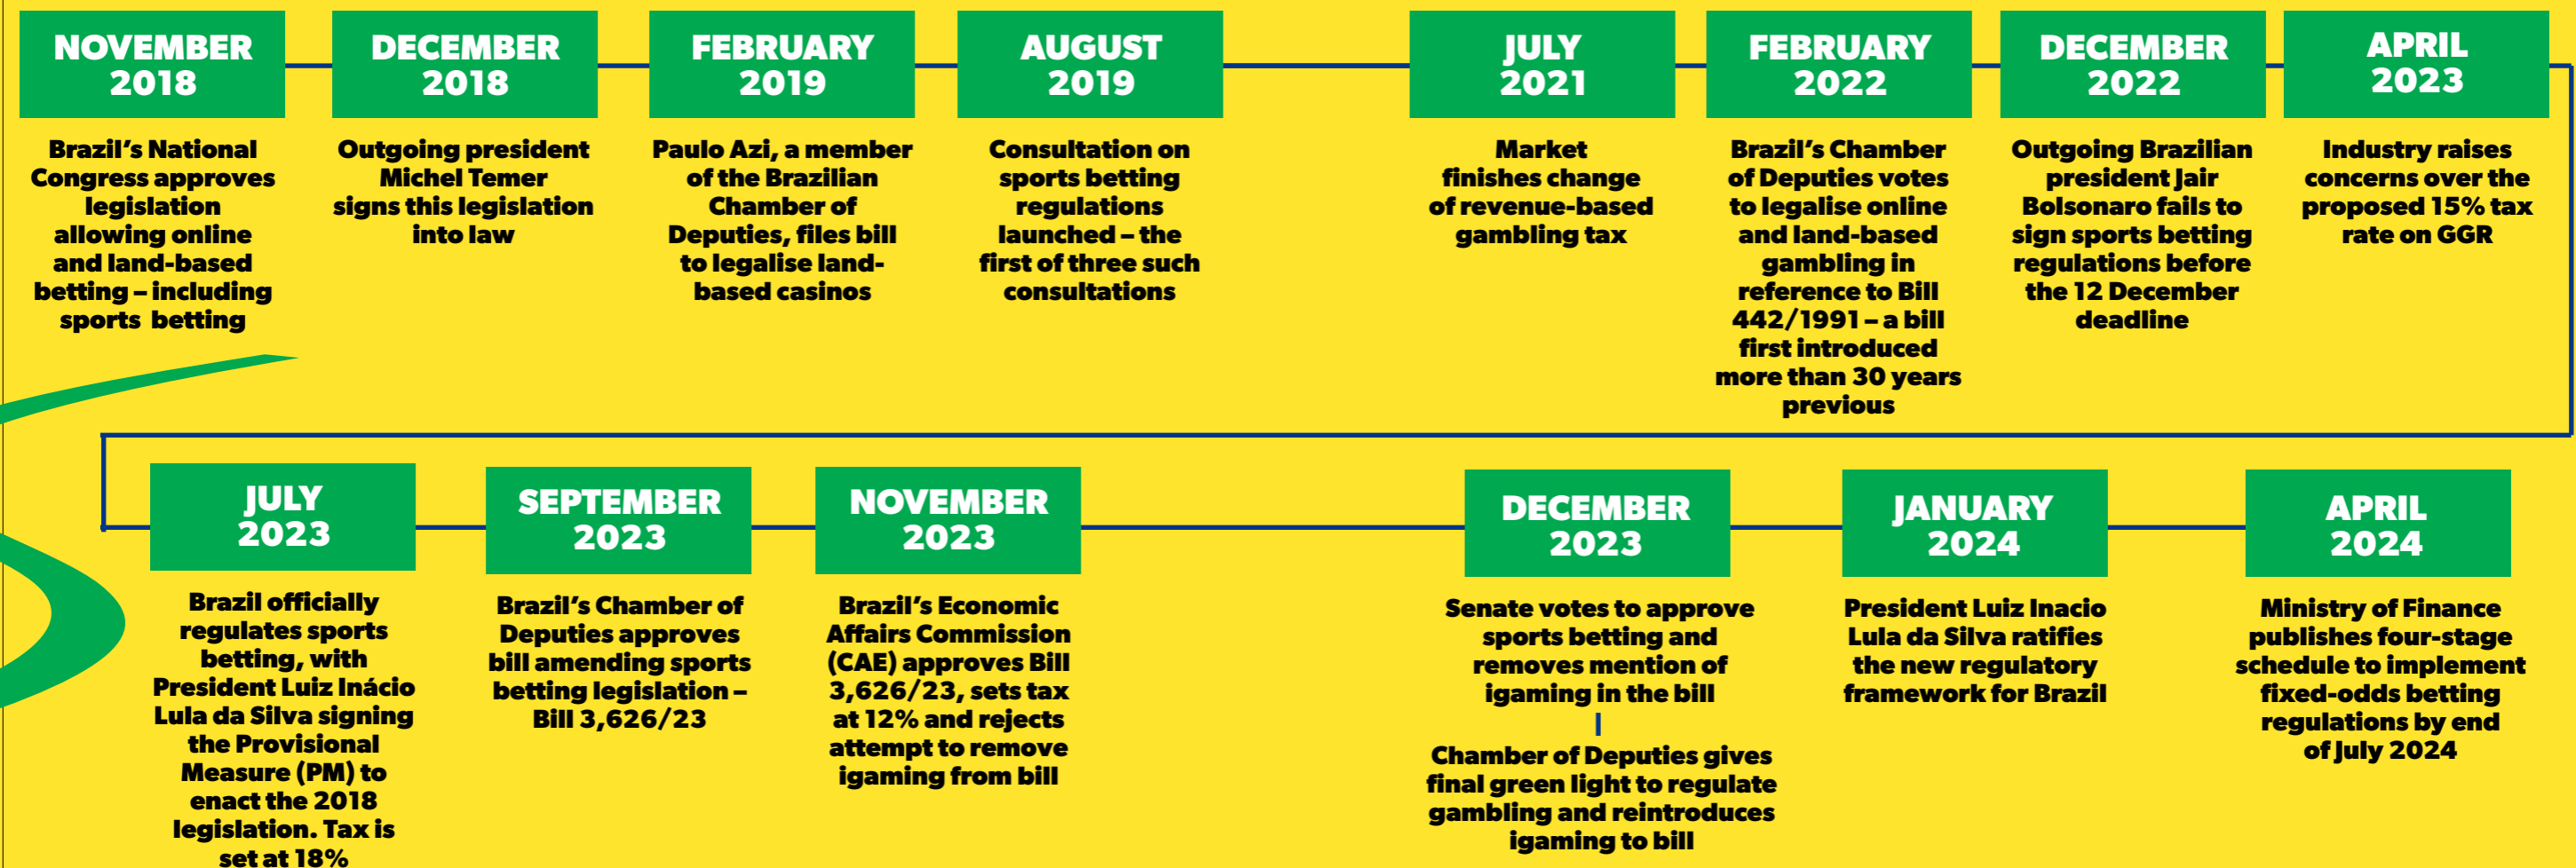 NOVEMBER
2018
Brazil’s National
Congress approves
legislation
allowing online
and land-based
betting – including
sports betting
DECEMBER
2018
Outgoing president
Michel Temer
signs this legislation
into law
FEBRUARY
2019
Paulo Azi, a member
of the Brazilian
Chamber of
Deputies, files bill
to legalise land-
based casinos
AUGUST
2019
Consultation on
sports betting
regulations
launched – the
first of three such
consultations
JULY
2021
Market
finishes change
of revenue-based
gambling tax
FEBRUARY
2022
Brazil’s Chamber
of Deputies votes
to legalise online
and land-based
gambling in
reference to Bill
442/1991 – a bill
first introduced
more than 30 years
previous
DECEMBER
2022
Outgoing Brazilian
president Jair
Bolsonaro fails to
sign sports betting
regulations before
the 12 December
deadline
APRIL
2023
Industry raises
concerns over the
proposed 15% tax
rate on GGR
JULY
2023
Brazil officially
regulates sports
betting, with
President Luiz Inácio
Lula da Silva signing
the Provisional
Measure (PM) to
enact the 2018
legislation. Tax is
set at 18%
SEPTEMBER
2023
Brazil’s Chamber of
Deputies approves
bill amending sports
betting legislation –
Bill 3,626/23
NOVEMBER
2023
Brazil’s Economic
Affairs Commission
(CAE) approves Bill
3,626/23, sets tax
at 12% and rejects
attempt to remove
igaming from bill
DECEMBER
2023
Senate votes to approve
sports betting and
removes mention of
igaming in the bill
Chamber of Deputies gives
final green light to regulate
gambling and reintroduces
igaming to bill
JANUARY
2024
President Luiz Inacio
Lula da Silva ratifies
the new regulatory
framework for Brazil
APRIL
2024
Ministry of Finance
publishes four-stage
schedule to implement
fixed-odds betting
regulations by end
of July 2024